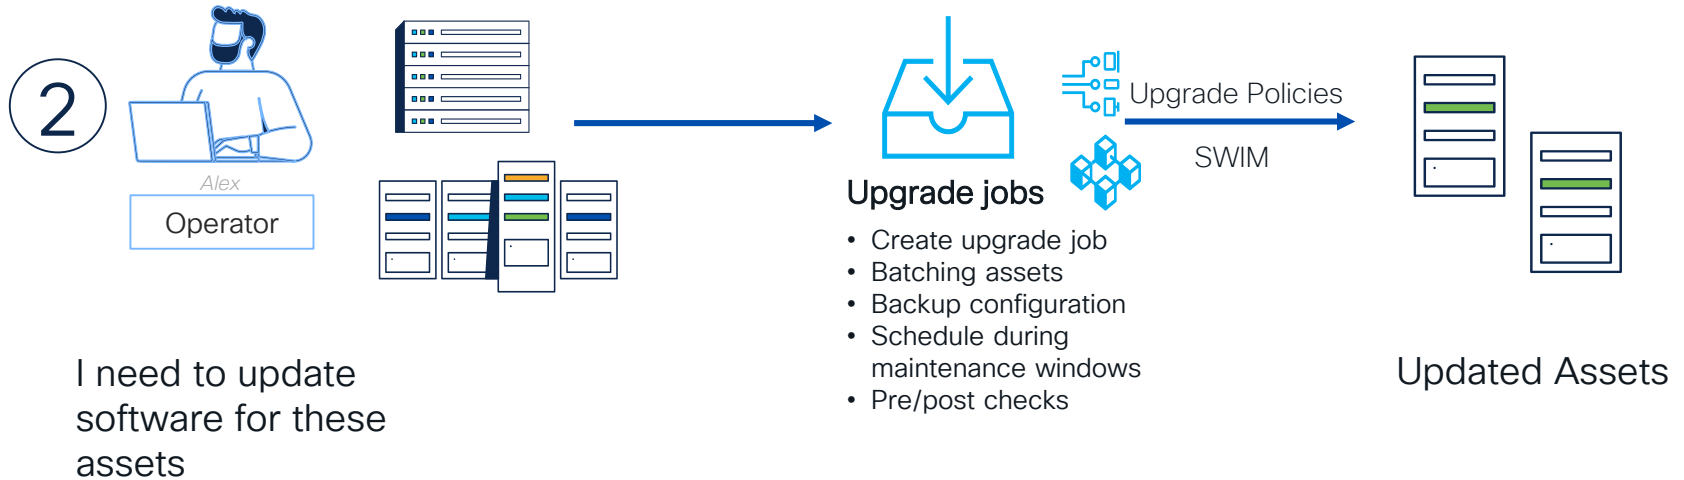 2
Alex
Operator
I need to update
software for these
assets
Upgrade jobs
• Create upgrade job
• Batching assets
• Backup configuration
• Schedule during
maintenance windows
• Pre/post checks
Upgrade Policies
SWIM
Updated Assets